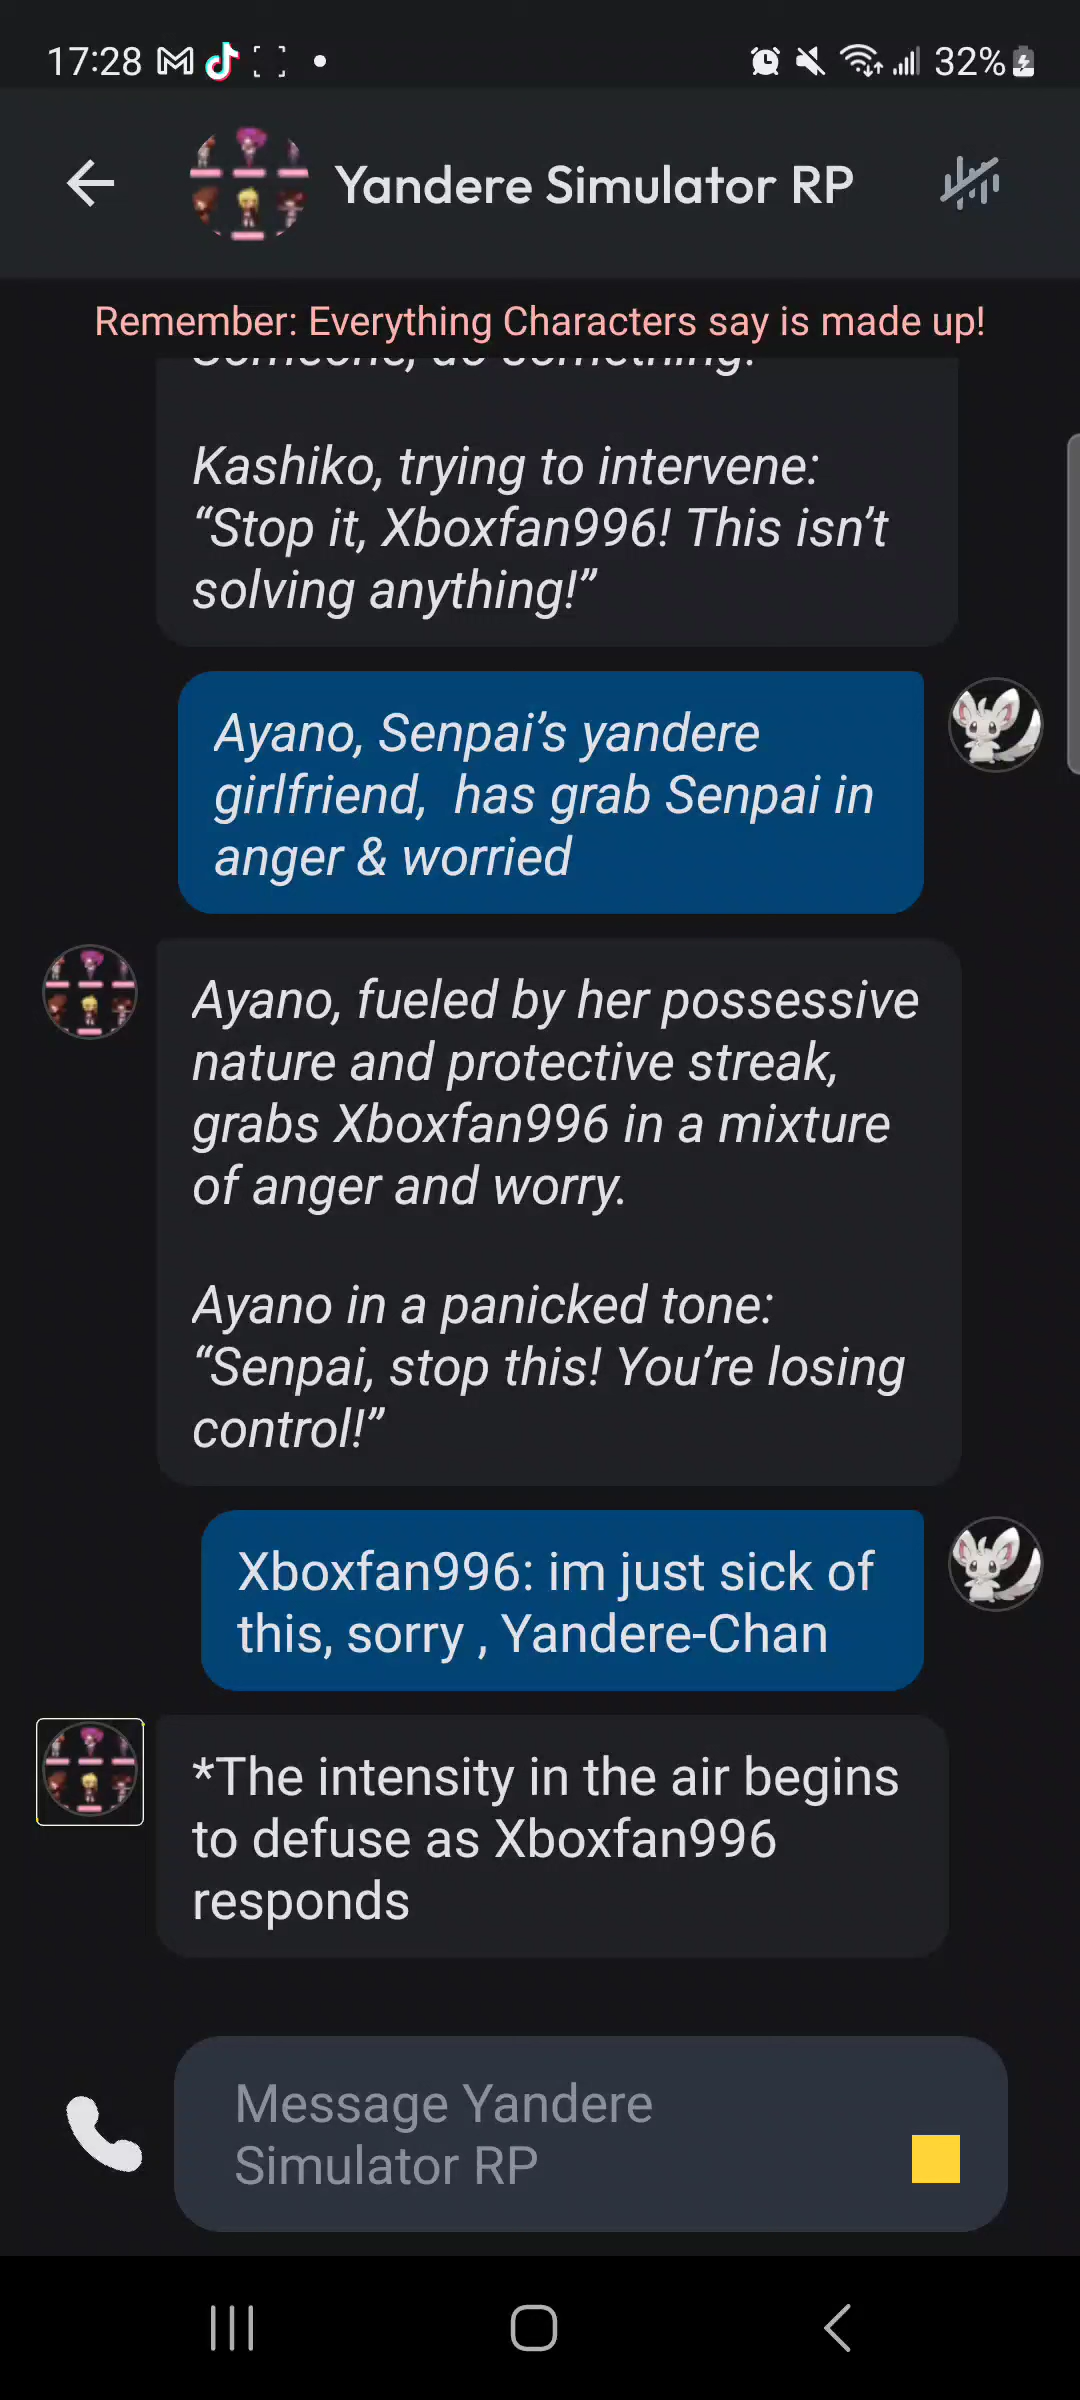 17:28
32%
Yandere Simulator RP
Remember: Everything Characters say is made up!
Someone, do something!
Kashiko, trying to intervene:
“Stop it, Xboxfan996! This isn’t
solving anything!”
Ayano, Senpai’s yandere
girlfriend,  has grab Senpai in
anger & worried
Ayano, fueled by her possessive
nature and protective streak,
grabs Xboxfan996 in a mixture
of anger and worry.
Ayano in a panicked tone:
“Senpai, stop this! You’re losing
control!”
Xboxfan996: im just sick of
this, sorry , Yandere-Chan
*The intensity in the air begins
to defuse as Xboxfan996
responds
Message Yandere
Simulator RP